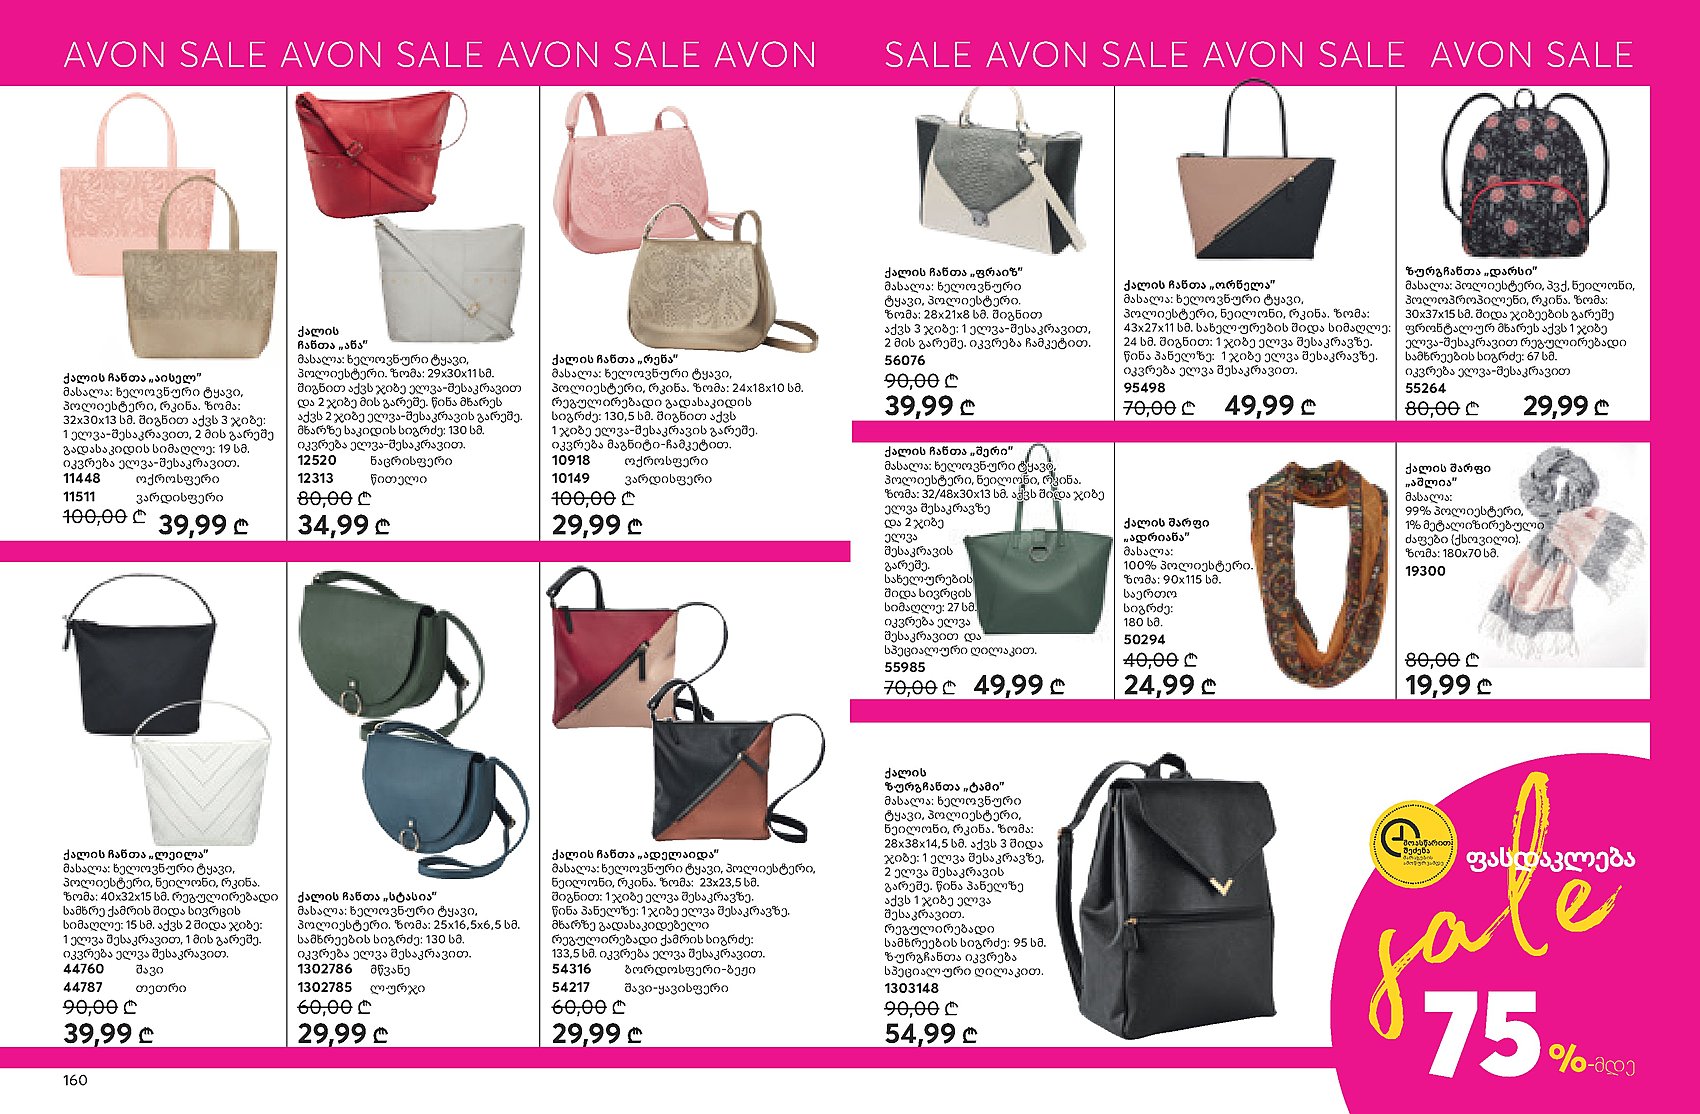 AVON SALE AVON SALE AVON SALE AVON
SALE AVON SALE AVON SALE AVON SALE
ქალის ჩანთა „აისელ”
მასალა: ხელოვნური ტყავი,
პოლიესტერი, რკინა. ზომა:
32x30x13 სმ. შიგნით აქვს 3 ჯიბე:
1 ელვა-შესაკრავით, 2 მის გარეშე
გადასაკიდის სიმაღლე: 19 სმ.
იკვრება ელვა-შესაკრავით.
11448 ოქროსფერი
11511 ვარდისფერი
100,00 ₾ 39,99 ₾
ქალის
ჩანთა „ანა”
მასალა: ხელოვნური ტყავი,
პოლიესტერი. ზომა: 29x30x11 სმ.
შიგნით აქვს ჯიბე ელვა-შესაკრავით
და 2 ჯიბე მის გარეშე. წინა მხარეს
აქვს 2 ჯიბე ელვა-შესაკრავის გარეშე.
მხარზე საკიდის სიგრძე: 130 სმ.
იკვრება ელვა-შესაკრავით.
12520 ნაცრისფერი
12313 წითელი
80,00 ₾
34,99 ₾
ქალის ჩანთა „რენა”
მასალა: ხელოვნური ტყავი,
პოლიესტერი, რკინა. ზომა: 24x18x10 სმ.
რეგულირებადი გადასაკიდის
სიგრძე: 130,5 სმ. შიგნით აქვს
1 ჯიბე ელვა-შესაკრავის გარეშე.
იკვრება მაგნიტი-ჩამკეტით.
10918 ოქროსფერი
10149 ვარდისფერი
100,00 ₾
29,99 ₾
ქალის ჩანთა „ლეილა”
მასალა: ხელოვნური ტყავი,
პოლიესტერი, ნეილონი, რკინა.
ზომა: 40x32x15 სმ. რეგულირებადი
სამხრე ქამრის შიდა სივრცის
სიმაღლე: 15 სმ. აქვს 2 შიდა ჯიბე:
1 ელვა შესაკრავით, 1 მის გარეშე.
იკვრება ელვა შესაკრავით.
44760 შავი
44787 თეთრი
90,00 ₾
39,99 ₾
ქალის ჩანთა „სტასია”
მასალა: ხელოვნური ტყავი,
პოლიესტერი. ზომა: 25x16,5x6,5 სმ.
სამხრეების სიგრძე: 130 სმ.
იკვრება ელვა შესაკრავით.
1302786 მწვანე
1302785 ლურჯი
60,00 ₾
29,99 ₾
ქალის ჩანთა „ადელაიდა”
მასალა: ხელოვნური ტყავი, პოლიესტერი,
ნეილონი, რკინა. ზომა: 23x23,5 სმ.
შიგნით: 1 ჯიბე ელვა შესაკრავზე.
წინა პანელზე: 1 ჯიბე ელვა შესაკრავზე.
მხარზე გადასაკიდებელი
რეგულირებადი ქამრის სიგრძე:
133,5 სმ. იკვრება ელვა შესაკრავით.
54316 ბორდოსფერი-ბეჟი
54217 შავი-ყავისფერი
60,00 ₾
29,99 ₾
160
ქალის ჩანთა „ფრაიზ”
მასალა: ხელოვნური
ტყავი, პოლიესტერი.
ზომა: 28x21x8 სმ. შიგნით
აქვს 3 ჯიბე: 1 ელვა-შესაკრავით,
2 მის გარეშე. იკვრება ჩამკეტით.
56076
90,00 ₾
39,99 ₾
ქალის ჩანთა „ორნელა”
მასალა: ხელოვნური ტყავი,
პოლიესტერი, ნეილონი, რკინა. ზომა:
43x27x11 სმ. სახელურების შიდა სიმაღლე:
24 სმ. შიგნით: 1 ჯიბე ელვა შესაკრავზე.
წინა პანელზე: 1 ჯიბე ელვა შესაკრავზე.
იკვრება ელვა შესაკრავით.
95498
70,00 ₾ 49,99 ₾
ზურგჩანთა „დარსი”
მასალა: პოლიესტერი, პვქ, ნეილონი,
პოლიპროპილენი, რკინა. ზომა:
30x37x15 სმ. შიდა ჯიბეების გარეშე
ფრონტალურ მხარეს აქვს 1 ჯიბე
ელვა-შესაკრავით რეგულირებადი
სამხრეების სიგრძე: 67 სმ.
იკვრება ელვა-შესაკრავით
55264
80,00 ₾ 29,99 ₾
ქალის ჩანთა „შერი”
მასალა: ხელოვნური ტყავი,
პოლიესტერი, ნეილონი, რკინა.
ზომა: 32/48x30x13 სმ. აქვს შიდა ჯიბე
ელვა შესაკრავზე
და 2 ჯიბე
ელვა
შესაკრავის
გარეშე.
სახელურების
შიდა სივრცის
სიმაღლე: 27 სმ.
იკვრება ელვა
შესაკრავით და
სპეციალური ღილაკით.
55985
70,00 ₾ 49,99 ₾
ქალის შარფი
„ადრიანა”
მასალა:
100% პოლიესტერი.
ზომა: 90x115 სმ.
საერთო
სიგრძე:
180 სმ.
50294
40,00 ₾
24,99 ₾
ქალის შარფი
„აშლია”
მასალა:
99% პოლიესტერი,
1% მეტალიზირებული
ძაფები (ქსოვილი).
ზომა: 180x70 სმ.
19300
80,00 ₾
19,99 ₾
ქალის
ზურგჩანთა „ტამი”
მასალა: ხელოვნური
ტყავი, პოლიესტერი,
ნეილონი, რკინა. ზომა:
28x38x14,5 სმ. აქვს 3 შიდა
ჯიბე: 1 ელვა შესაკრავზე,
2 ელვა შესაკრავის
გარეშე. წინა პანელზე
აქვს 1 ჯიბე ელვა
შესაკრავით.
რეგულირებადი
სამხრეების სიგრძე: 95 სმ.
ზურგჩანთა იკვრება
სპეციალური ღილაკით.
1303148
90,00 ₾
54,99 ₾
მოასწარით
შეძენა
მარაგების
ამოწურვამდე
ფასდაკლება
sale
75
%-მდე